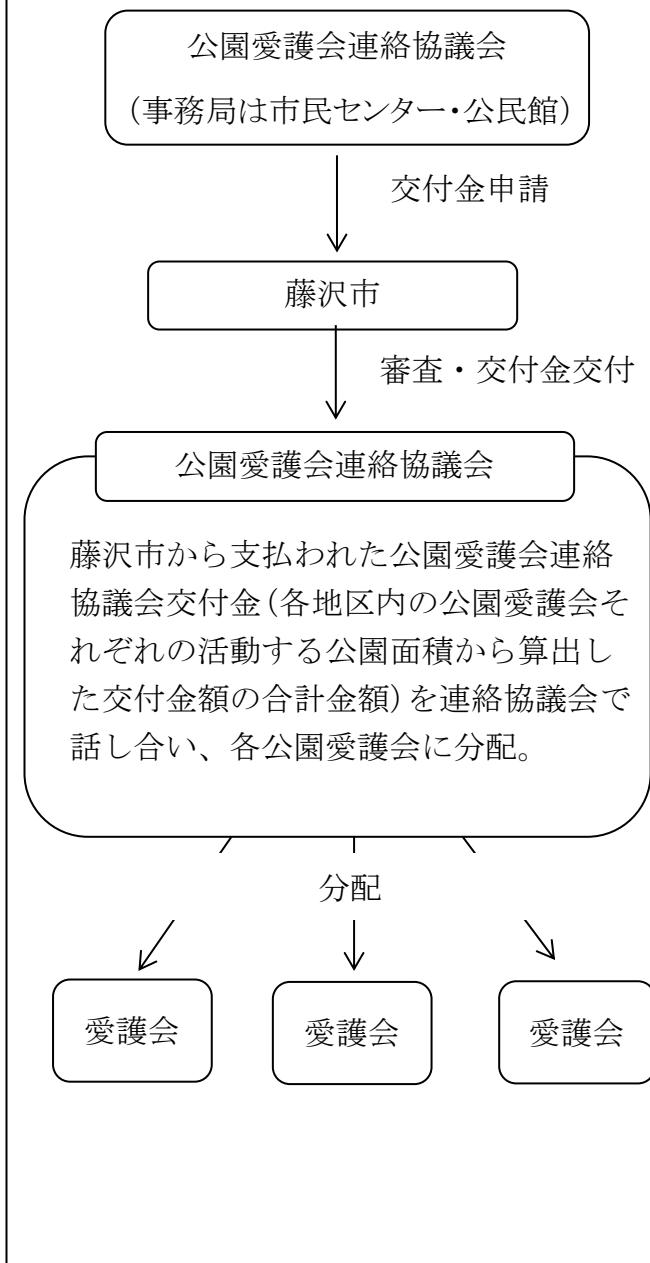 公園愛護会連絡協議会
（事務局は市民センター・公民館）
交付金申請
藤沢市
審査・交付金交付
公園愛護会連絡協議会
藤沢市から支払われた公園愛護会連絡
協議会交付金（各地区内の公園愛護会そ
れぞれの活動する公園面積から算出し
た交付金額の合計金額）を連絡協議会で
話し合い、各公園愛護会に分配。
分配
愛護会
愛護会
愛護会